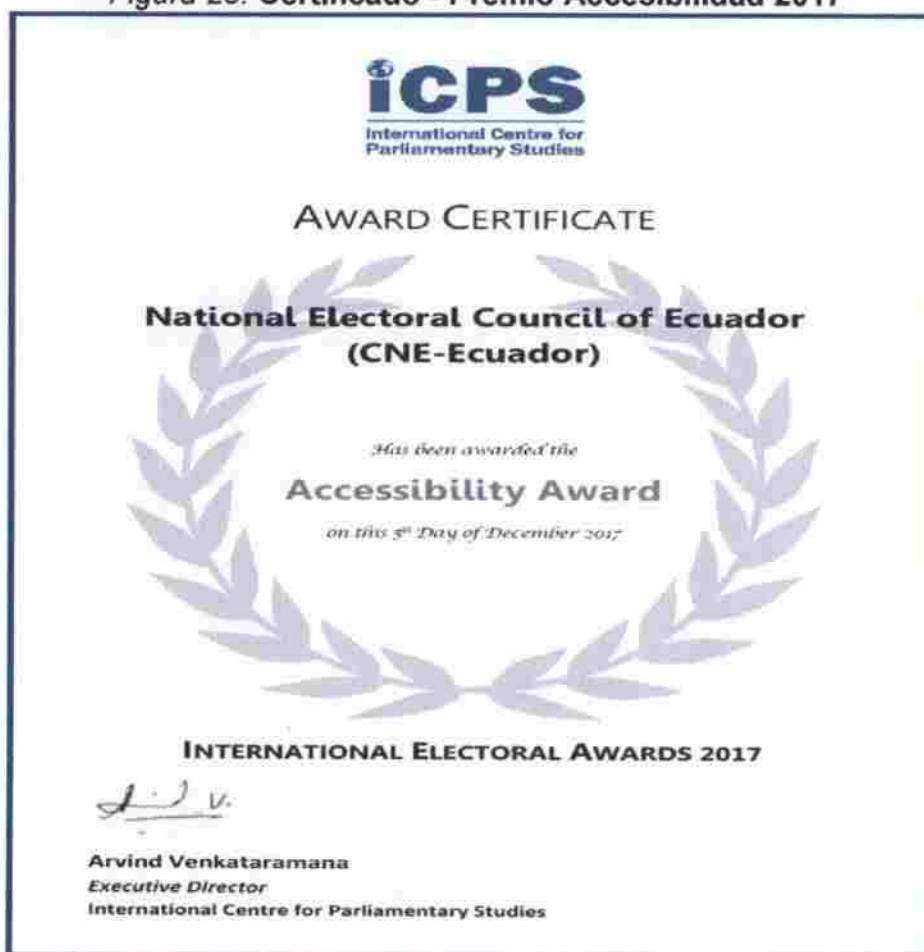 Certificado - Premio Accesibilidad 2017
iCPS
International Centre for
Parliamentary Studies
AWARD CERTIFICATE
National Electoral Council of Ecuador
(CNE-Ecuador)
Has been awarded the
Accessibility Award
on this 5th Day of December 2017
INTERNATIONAL ELECTORAL AWARDS 2017
V.
Arvind Venkataramana
Executive Director
International Centre for Parliamentary Studies